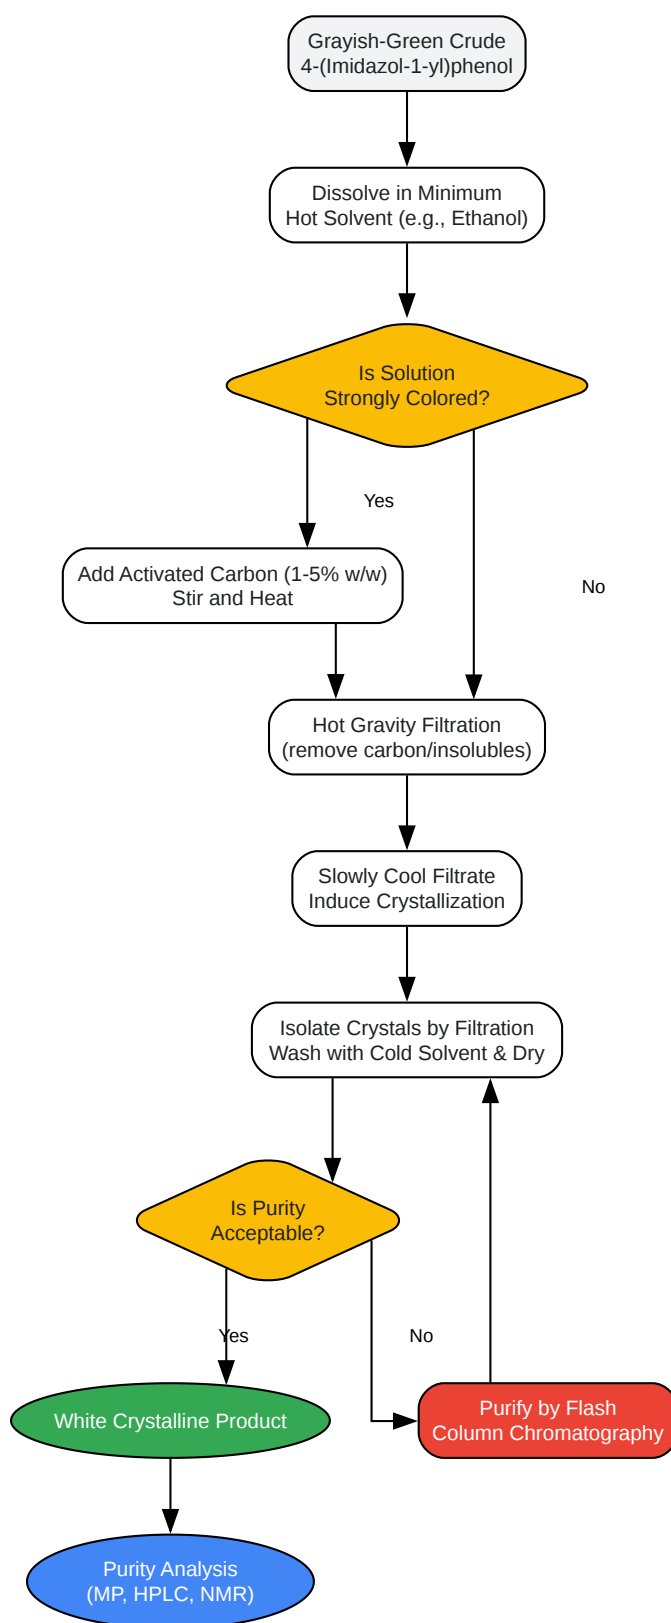 Grayish-Green Crude
4-(Imidazol-1-yl)phenol
Dissolve in Minimum
Hot Solvent (e.g., Ethanol)
Is Solution
Strongly Colored?
Yes
Add Activated Carbon (1-5% w/w)
Stir and Heat
No
Hot Gravity Filtration
(remove carbon/insolubles)
Slowly Cool Filtrate
Induce Crystallization
Isolate Crystals by Filtration
Wash with Cold Solvent & Dry
Is Purity
Acceptable?
Yes
No
White Crystalline Product
Purify by Flash
Column Chromatography
Purity Analysis
(MP, HPLC, NMR)